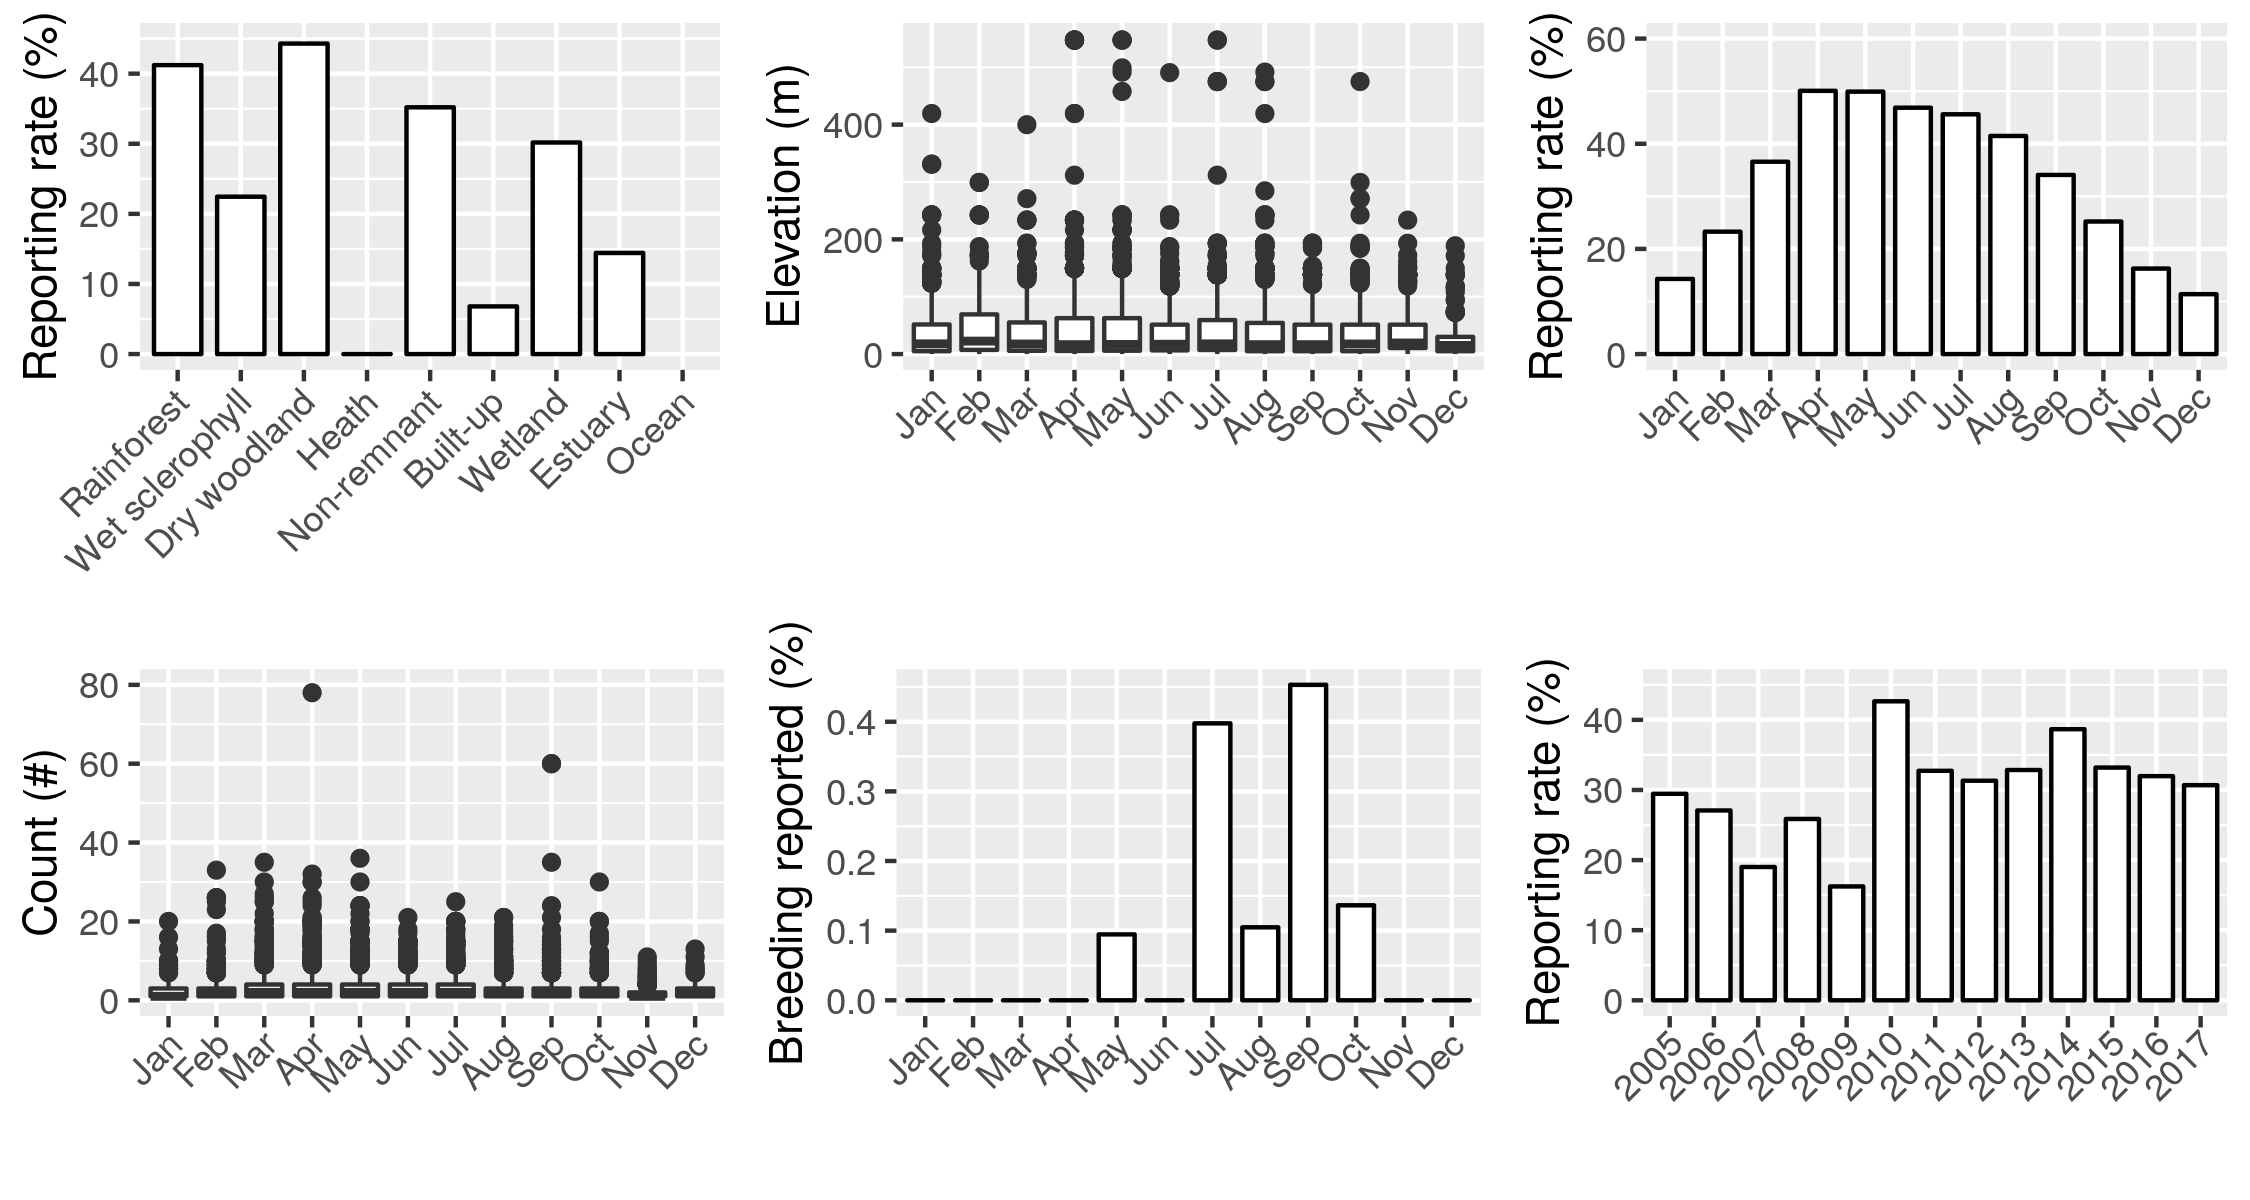 Reporting rate (%)
40
30
20
10
0
Rainforest
Wet sclerophyll
Dry woodland
Heath
Non-remnant
Built-up
Wetland
Estuary
Ocean
Elevation (m)
400
200
0
Jan
Feb
Mar
Apr
May
Jun
Jul
Aug
Sep
Oct
Nov
Dec
Reporting rate (%)
60
40
20
0
Jan
Feb
Mar
Apr
May
Jun
Jul
Aug
Sep
Oct
Nov
Dec
Count (#)
80
60
40
20
0
Jan
Feb
Mar
Apr
May
Jun
Jul
Aug
Sep
Oct
Nov
Dec
Breeding reported (%)
0.4
0.3
0.2
0.1
0.0
Jan
Feb
Mar
Apr
May
Jun
Jul
Aug
Sep
Oct
Nov
Dec
Reporting rate (%)
40
30
20
10
0
2005
2006
2007
2008
2009
2010
2011
2012
2013
2014
2015
2016
2017